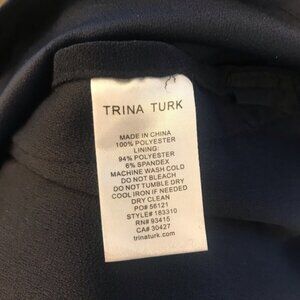 TRINA TURK
MADE IN CHINA
100% POLYESTER
LINING:
94% POLYESTER
6% SPANDEX
MACHINE WASH COLD
DO NOT BLEACH
DO NOT TUMBLE DRY
COOL IRON IF NEEDED
DRY CLEAN
PO# 56121
STYLE# 183310
RN# 93415
CA# 30427
trinaturk.com